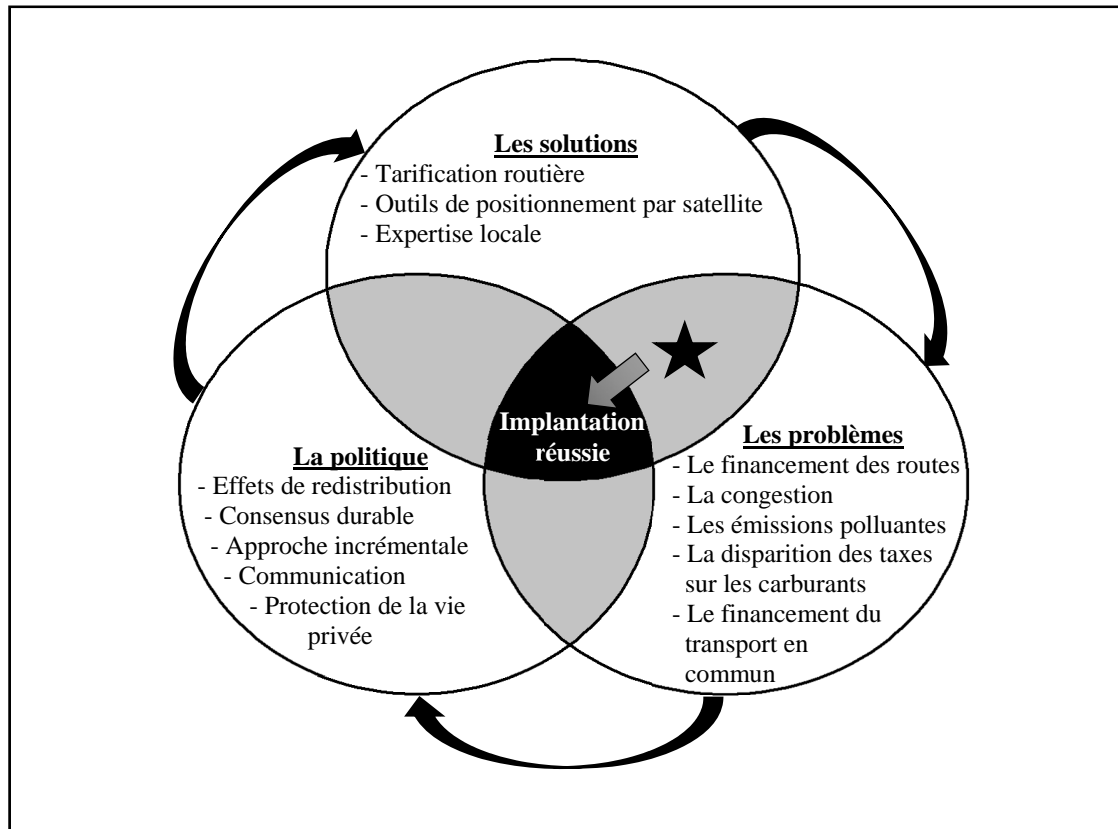 Les solutions
- Tarification routière
- Outils de positionnement par satellite
- Expertise locale
Implantation
réussie
La politique
- Effets de redistribution
- Consensus durable
- Approche incrémentale
- Communication
- Protection de la vie
privée
Les problèmes
- Le financement des routes
- La congestion
- Les émissions polluantes
- La disparition des taxes
sur les carburants
- Le financement du
transport en
commun